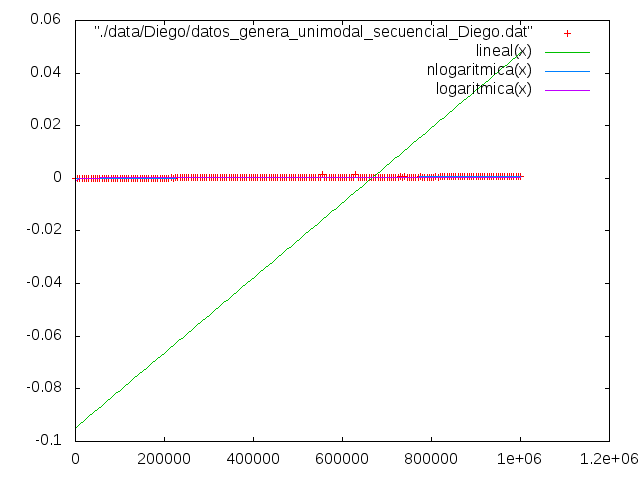 0.06
0.04
0.02
0
-0.02
-0.04
-0.06
-0.08
-0.1
0 200000 400000 600000 800000 1e+06 1.2e+06
"./data/Diego/datos_genera_unimodal_secuencial_Diego.dat"
lineal(x)
nlogaritmica(x)
logaritmica(x)